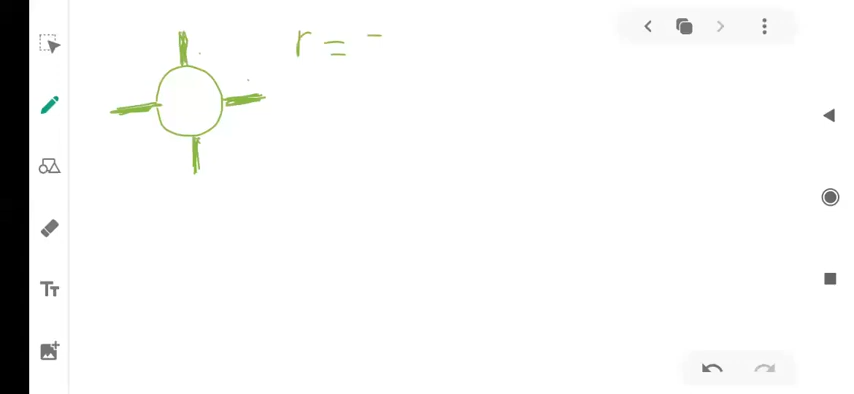 r = -